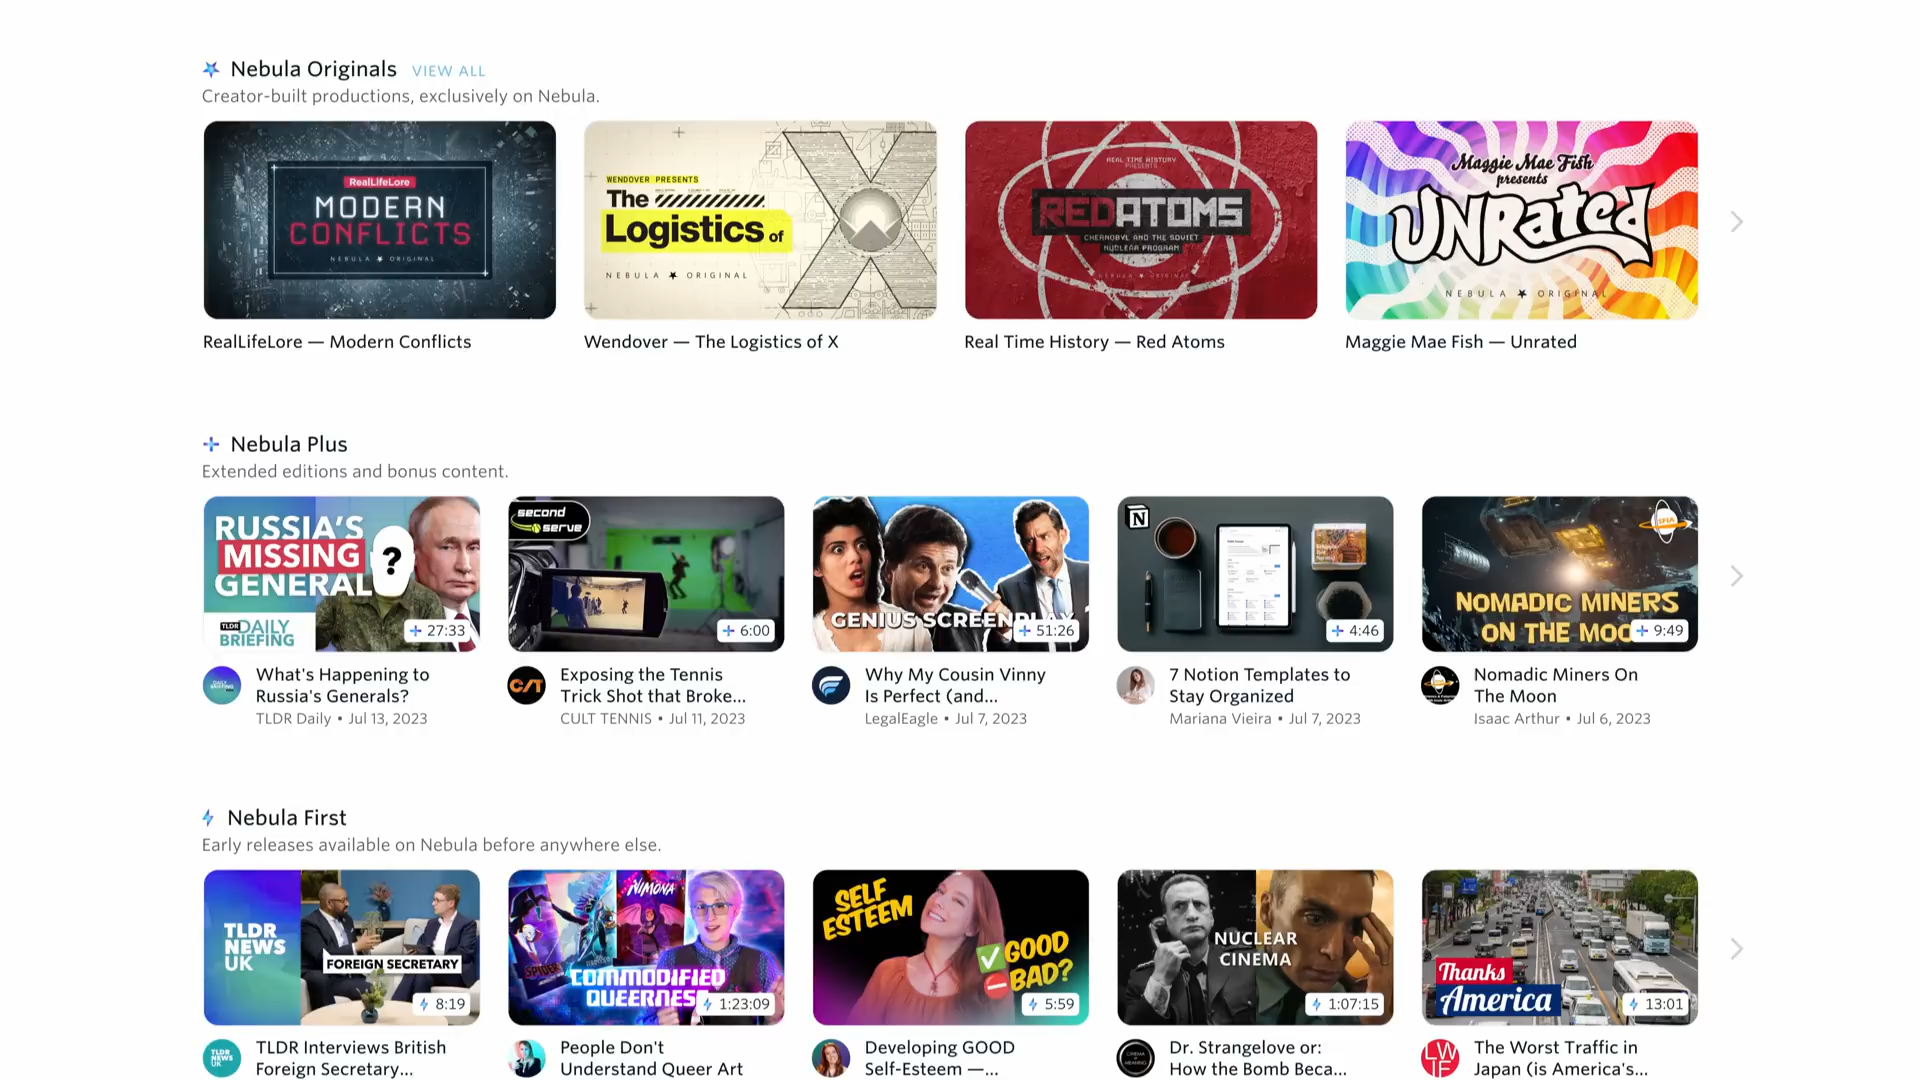 Nebula Originals VIEW ALL
Creator-built productions, exclusively on Nebula.
RealLifeLore
MODERN
CONFLICTS
NEBULA ORIGINAL
WENDOVER PRESENTS
The
Logistics of
X
NEBULA ORIGINAL
REAL TIME HISTORY
PRESENTS
REDATOMS
CHERNOBYL AND THE SOVIET
NUCLEAR PROGRAM
NEBULA ORIGINAL
Maggie Mae Fish
presents
UNRated
NEBULA ORIGINAL
RealLifeLore — Modern Conflicts
Wendover — The Logistics of X
Real Time History — Red Atoms
Maggie Mae Fish — Unrated
Nebula Plus
Extended editions and bonus content.
RUSSIA'S
MISSING
GENERAL
?
TLDR DAILY
BRIEFING
27:33
second
serve
6:00
GENIUS SCREENPLAY
51:26
N
4:46
SFIA
NOMADIC MINERS
ON THE MOO
9:49
What's Happening to
Russia's Generals?
TLDR Daily • Jul 13, 2023
C/T
Exposing the Tennis
Trick Shot that Broke...
CULT TENNIS • Jul 11, 2023
Why My Cousin Vinny
Is Perfect (and...
LegalEagle • Jul 7, 2023
7 Notion Templates to
Stay Organized
Mariana Vieira • Jul 7, 2023
Nomadic Miners On
The Moon
Isaac Arthur • Jul 6, 2023
Nebula First
Early releases available on Nebula before anywhere else.
TLDR
NEWS
UK
FOREIGN SECRETARY
8:19
NIMONA
COMMODIFIED
QUEERNESS
1:23:09
SELF
ESTEEM
GOOD
BAD?
5:59
NUCLEAR
CINEMA
1:07:15
Thanks
America
13:01
TLDR
NEWS
UK
TLDR Interviews British
Foreign Secretary...
People Don't
Understand Queer Art
Developing GOOD
Self-Esteem —...
Dr. Strangelove or:
How the Bomb Beca...
LW
IF
The Worst Traffic in
Japan (is America's...